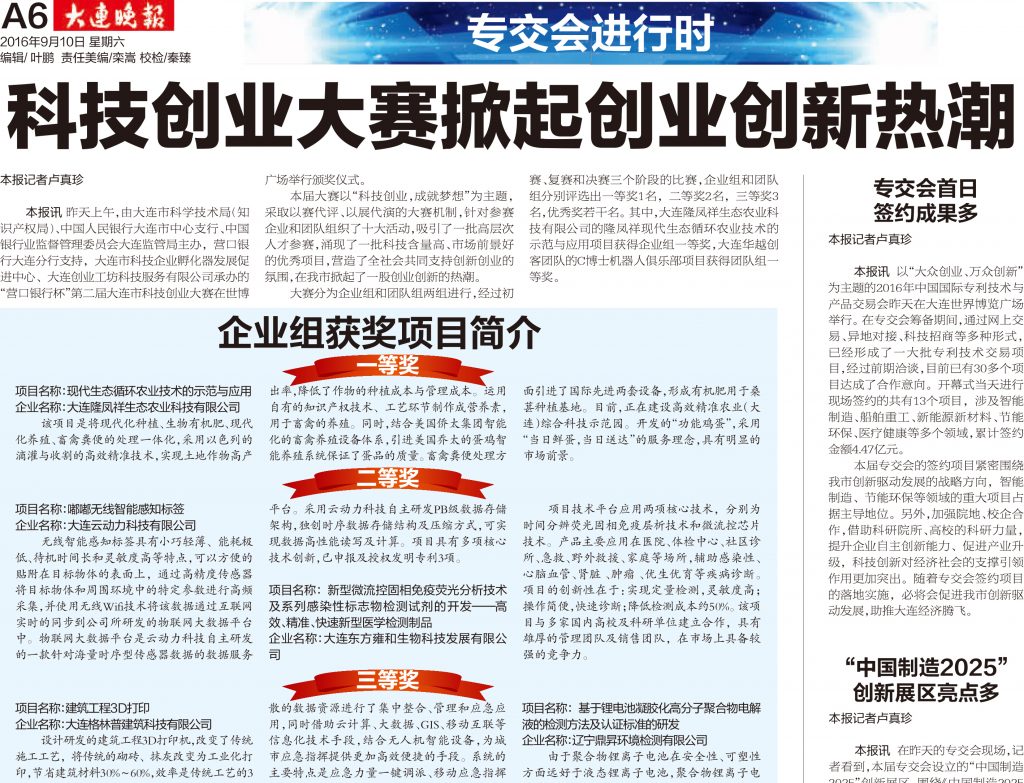 A6 大连晚报
2016年9月10日 星期六
编辑/ 叶鹏 责任美编/栾嵩 校检/秦臻
专交会进行时
科技创业大赛掀起创业创新热潮
本报记者卢真珍
本报讯 昨天上午,由大连市科学技术局(知
识产权局)、中国人民银行大连市中心支行、中国
银行业监督管理委员会大连监管局主办，营口银
行大连分行支持，大连市科技企业孵化器发展促
进中心、大连创业工坊科技服务有限公司承办的
“营口银行杯”第二届大连市科技创业大赛在世博
广场举行颁奖仪式。
本届大赛以“科技创业,成就梦想”为主题，
采取以赛代评、以展代演的大赛机制，针对参赛
企业和团队组织了十大活动，吸引了一批高层次
人才参赛，涌现了一批科技含量高、市场前景好
的优秀项目，营造了全社会共同支持创新创业的
氛围,在我市掀起了一股创业创新的热潮。
大赛分为企业组和团队组两组进行,经过初
赛、复赛和决赛三个阶段的比赛,企业组和团队
组分别评选出一等奖1名，二等奖2名，三等奖3
名,优秀奖若干名。其中,大连隆凤祥生态农业科
技有限公司的隆凤祥现代生态循环农业技术的
示范与应用项目获得企业组一等奖,大连华越创
客团队的C博士机器人俱乐部项目获得团队组一
等奖。
企业组获奖项目简介
一等奖
项目名称:现代生态循环农业技术的示范与应用
企业名称:大连隆凤祥生态农业科技有限公司
该项目是将现代化种植、生物有机肥、现代
化养殖、畜禽粪便的处理一体化,采用以色列的
滴灌与收割的高效精准技术,实现土地作物高产
出率,降低了作物的种植成本与管理成本。运用
自有的知识产权技术、工艺环节制作成营养素，
用于畜禽的养殖。同时,结合美国侨太集团智能
化的畜禽养殖设备体系,引进美国乔太的蛋鸡智
能养殖系统保证了蛋品的质量。畜禽粪便处理方
面引进了国际先进两套设备,形成有机肥用于桑
葚种植基地。目前,正在建设高效精准农业(大
连)综合科技示范园。开发的“功能鸡蛋”,采用
“当日鲜蛋,当日送达”的服务理念,具有明显的
市场前景。
二等奖
项目名称:嘟嘟无线智能感知标签
企业名称:大连云动力科技有限公司
无线智能感知标签具有小巧轻薄、能耗极
低、待机时间长和灵敏度高等特点,可以方便的
贴附在目标物体的表面上，通过高精度传感器
将目标物体和周围环境中的特定参数进行高频
采集,并使用无线Wifi技术将该数据通过互联网
实时的同步到公司所研发的物联网大数据平台
中。物联网大数据平台是云动力科技自主研发
的一款针对海量时序型传感器数据的数据服务
平台。采用云动力科技自主研发PB级数据存储
架构,独创时序数据存储结构及压缩方式,可实
现数据高性能读写及计算。项目具有多项核心
技术创新,已申报及授权发明专利3项。
项目名称：新型微流控固相免疫荧光分析技术
及系列感染性标志物检测试剂的开发——高
效、精准、快速新型医学检测制品
企业名称：大连东方雍和生物科技发展有限公
司
项目技术平台应用两项核心技术，分别为
时间分辨荧光固相免疫层析技术和微流控芯片
技术。产品主要应用在医院、体检中心、社区诊
所、急救、野外救援、家庭等场所,辅助感染性、
心脑血管、肾脏、肿瘤、优生优育等疾病诊断。
项目的创新性在于:实现定量检测,灵敏度高;
操作简便,快速诊断;降低检测成本约50%。该项
目与多家国内高校及科研单位建立合作，具有
雄厚的管理团队及销售团队，在市场上具备较
强的竞争力。
三等奖
项目名称:建筑工程3D打印
企业名称:大连格林普建筑科技有限公司
设计研发的建筑工程3D打印机,改变了传统
施工工艺，将传统的砌砖、抹灰改变为工业化打
印,节省建筑材料30%~60%,效率是传统工艺的3
散的数据资源进行了集中整合、管理和应急应
用,同时借助云计算、大数据、GIS、移动互联等
信息化技术手段，结合无人机智能设备,为城
市应急指挥提供更加高效便捷的手段。系统的
主要特点是应急力量一键调派、移动应急指挥
项目名称：基于锂电池凝胶化高分子聚合物电解
液的检测方法及认证标准的研发
企业名称:辽宁鼎昇环境检测有限公司
由于聚合物锂离子电池在安全性、可塑性
方面远好于液态锂离子电池,聚合物锂离子电
专交会首日
签约成果多
本报记者卢真珍
本报讯 以“大众创业、万众创新”
为主题的2016年中国国际专利技术与
产品交易会昨天在大连世界博览广场
举行。在专交会筹备期间,通过网上交
易、异地对接、科技招商等多种形式，
已经形成了一大批专利技术交易项
目,经过前期洽谈，目前已有30多个项
目达成了合作意向。开幕式当天进行
现场签约的共有13个项目，涉及智能
制造、船舶重工、新能源新材料、节能
环保、医疗健康等多个领域,累计签约
金额4.47亿元。
本届专交会的签约项目紧密围绕
我市创新驱动发展的战略方向，智能
制造、节能环保等领域的重大项目占
据主导地位。另外,加强院地、校企合
作,借助科研院所、高校的科研力量，
提升企业自主创新能力、促进产业升
级，科技创新对经济社会的支撑引领
作用更加突出。随着专交会签约项目
的落地实施，必将会促进我市创新驱
动发展,助推大连经济腾飞。
“中国制造2025”
创新展区亮点多
本报记者卢真珍
本报讯 在昨天的专交会现场,记
者看到,本届专交会设立的“中国制造
2025”创新展区,围绕《中国制造2025